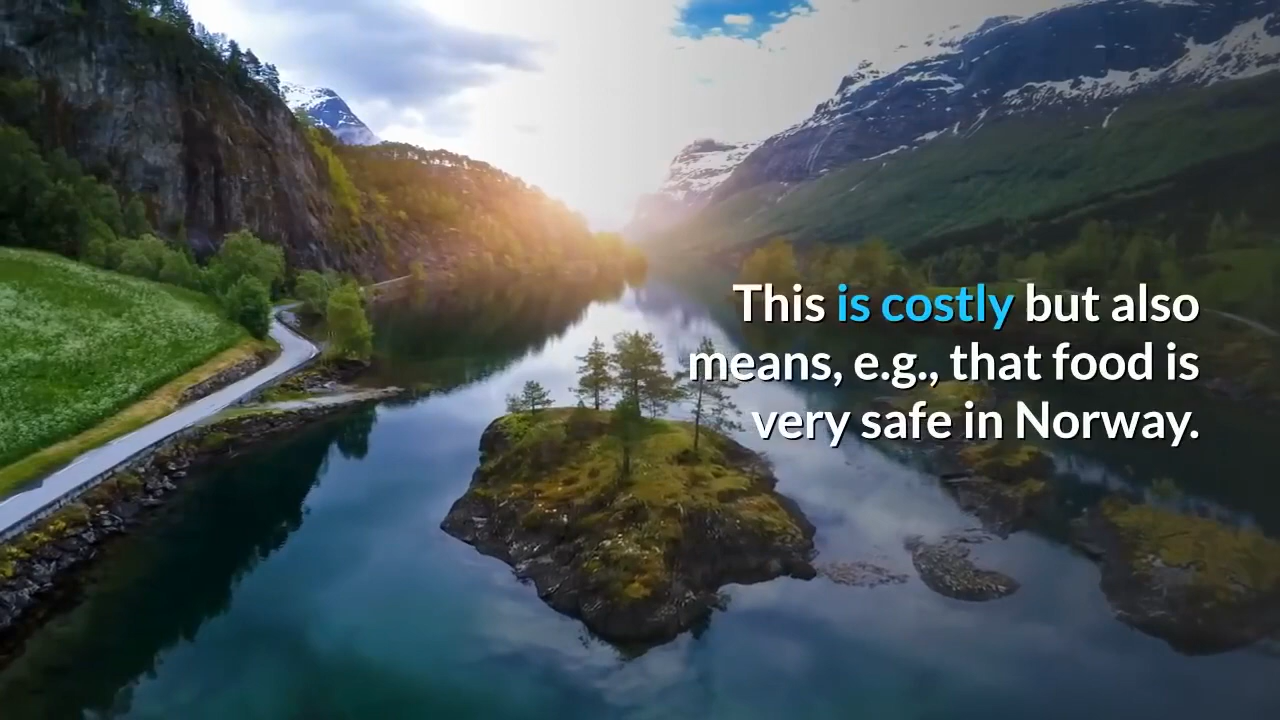 This is costly but also
means, e.g., that food is
very safe in Norway.